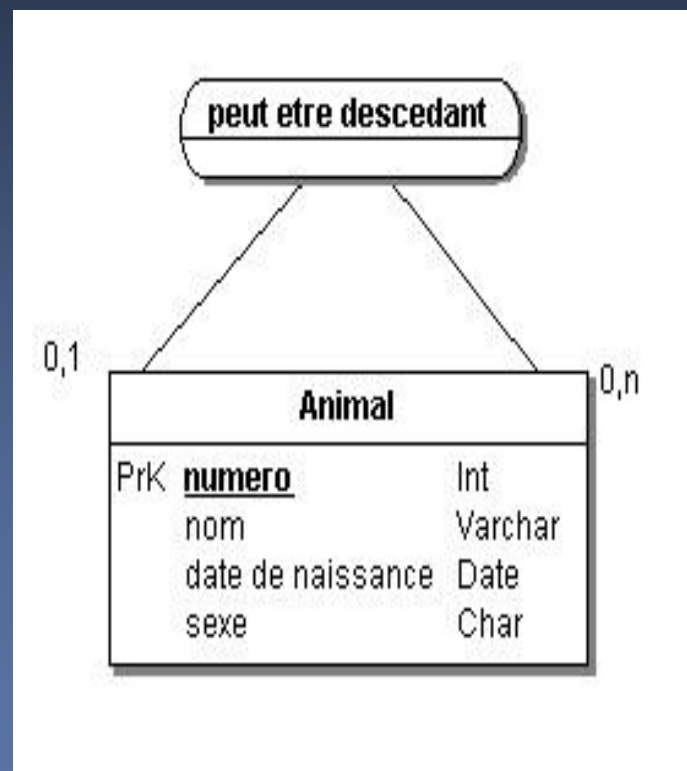 peut etre descedant
0,1
0,n
Animal
PrK numero Int
nom Varchar
date de naissance Date
sexe Char